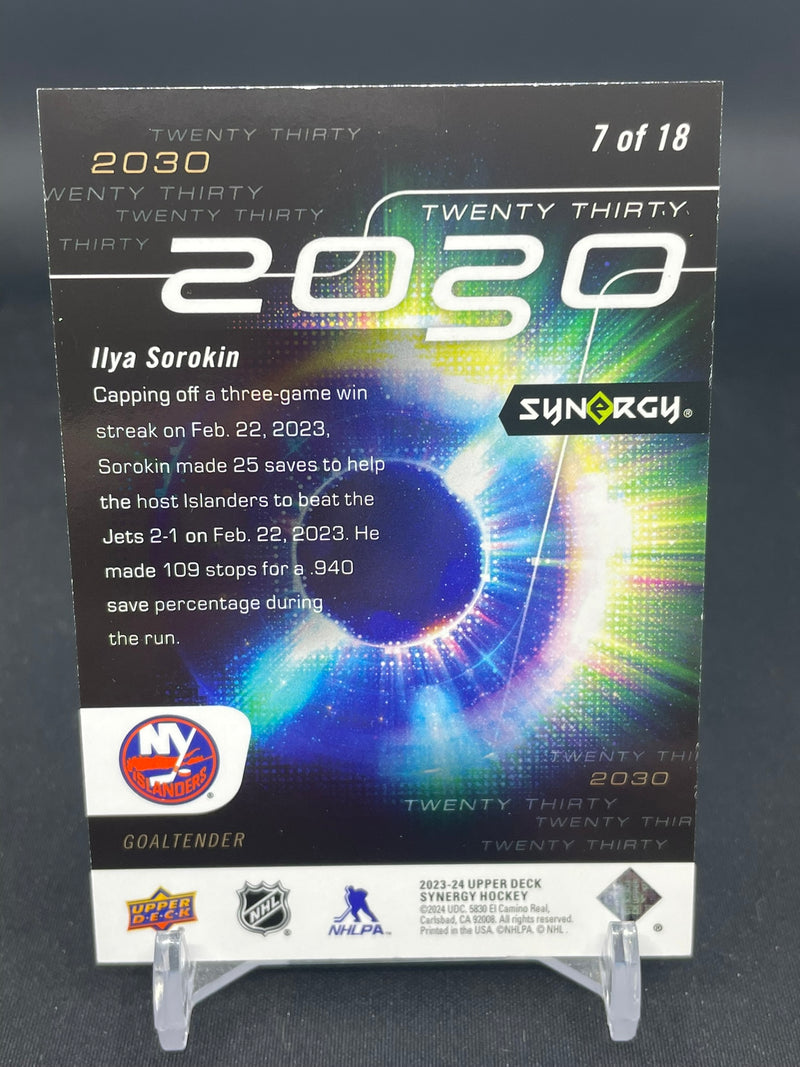 TWENTY THIRTY
7 of 18
2030
WENTY THIRTY
TWENTY THIRTY
TWENTY THIRTY
THIRTY
2030
Ilya Sorokin
Capping off a three-game win
streak on Feb. 22, 2023,
Sorokin made 25 saves to help
the host Islanders to beat the
Jets 2-1 on Feb. 22, 2023. He
made 109 stops for a .940
save percentage during
the run.
SYNERGY®
NY
ISLANDERS
®
TWENTY THI
2030
TWENTY THIRTY
TWENTY THIR
TWENTY THIRTY
GOALTENDER
UPPER
D·E·C·K
NHL
®
NHLPA™
2023-24 UPPER DECK
SYNERGY HOCKEY
©2024 UDC. 5830 El Camino Real,
Carlsbad, CA 92008. All rights reserved.
Printed in the USA. ©NHLPA. © NHL.
®